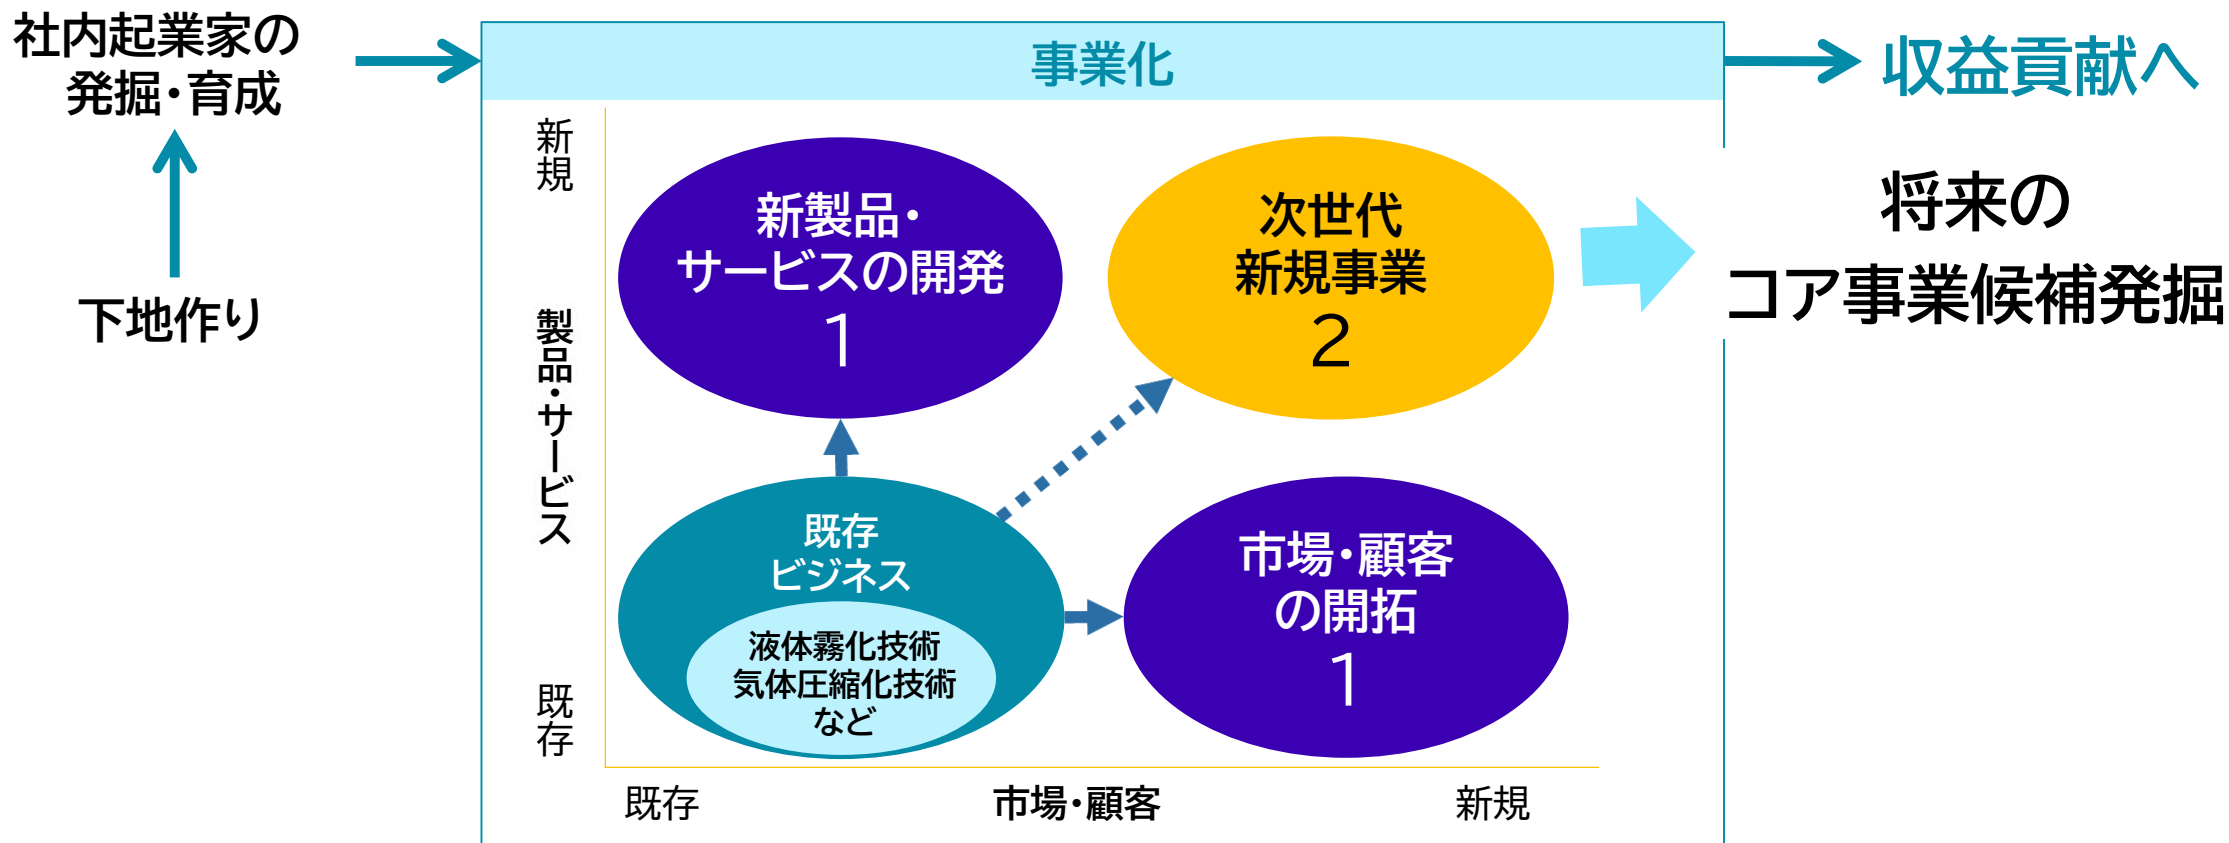 社内起業家の
発掘・育成
下地作り
事業化
収益貢献へ
将来の
コア事業候補発掘
新規
製品・サービス
既存
新製品・
サービスの開発
1
次世代
新規事業
2
既存
ビジネス
液体霧化技術
気体圧縮化技術
など
市場・顧客
の開拓
1
既存
市場・顧客
新規